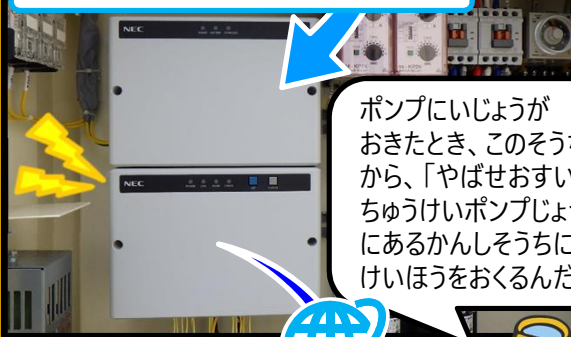 NEC
ポンプにいじょうが
おきたとき、このそうち
から、「やばせおすい
ちゅうけいポンプじょう
にあるかんしそうちに
けいほうをおくるんだ
NEC